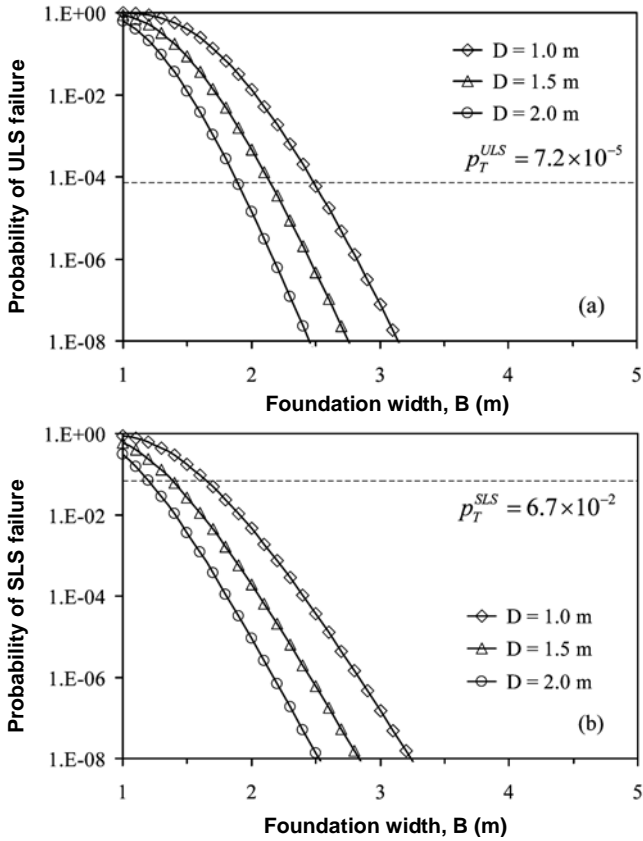 Probability of ULS failure
1.E+00
1.E-02
1.E-04
1.E-06
1.E-08
D = 1.0 m
D = 1.5 m
D = 2.0 m
p_T^{ULS} = 7.2×10^{-5}
(a)
1 2 3 4 5
Foundation width, B (m)
Probability of SLS failure
1.E+00
1.E-02
1.E-04
1.E-06
1.E-08
p_T^{SLS} = 6.7×10^{-2}
D = 1.0 m
D = 1.5 m
D = 2.0 m
(b)
1 2 3 4 5
Foundation width, B (m)